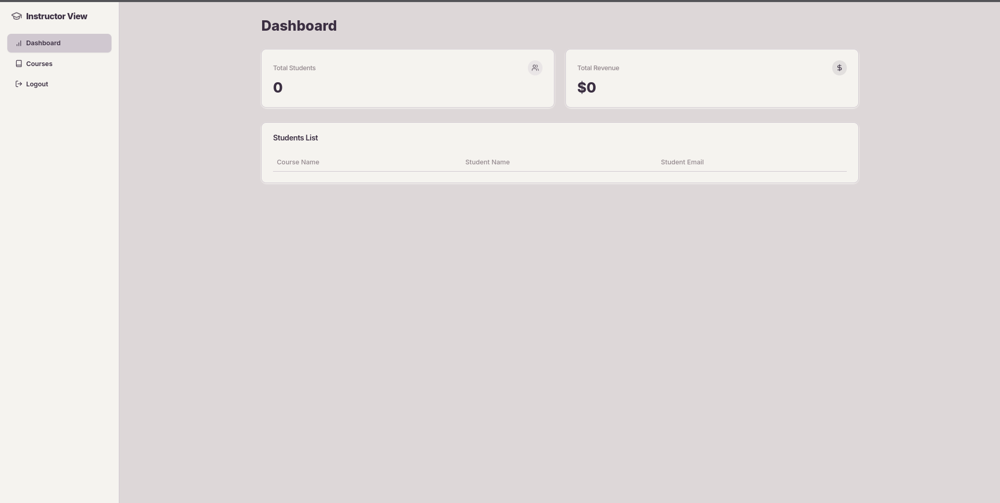 Instructor View
Dashboard
Courses
Logout
Dashboard
Total Students
0
Total Revenue
$0
Students List
Course Name Student Name Student Email